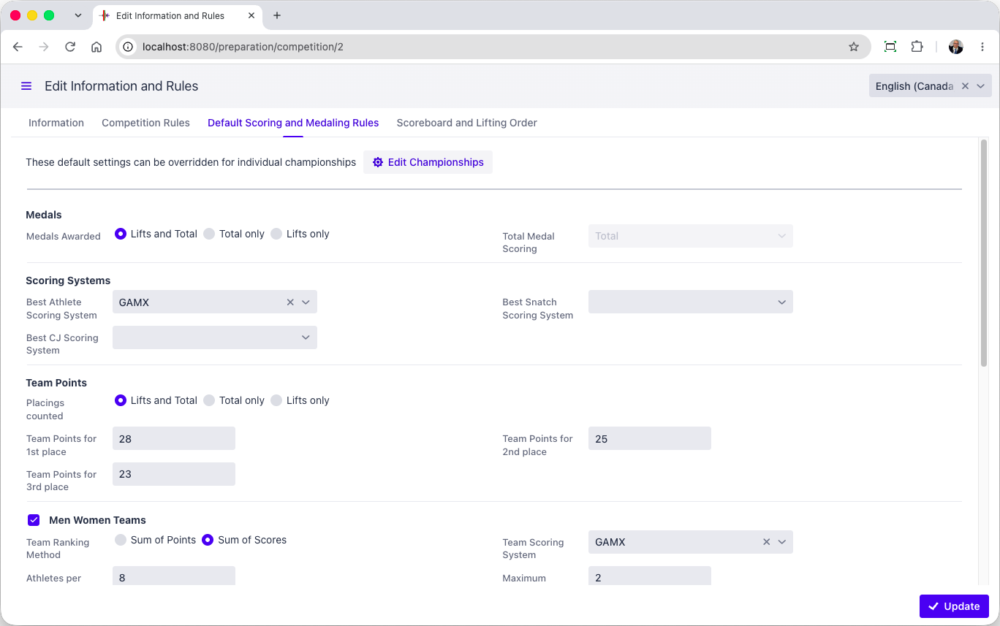 Edit Information and Rules
localhost:8080/preparation/competition/2
Edit Information and Rules
English (Canada
Information
Competition Rules
Default Scoring and Medaling Rules
Scoreboard and Lifting Order
These default settings can be overridden for individual championships
Edit Championships
Medals
Medals Awarded
Lifts and Total
Total only
Lifts only
Total Medal
Scoring
Total
Scoring Systems
Best Athlete
Scoring System
GAMX
Best Snatch
Scoring System
Best CJ Scoring
System
Team Points
Placings
counted
Lifts and Total
Total only
Lifts only
Team Points for
1st place
28
Team Points for
2nd place
25
Team Points for
3rd place
23
Men Women Teams
Team Ranking
Method
Sum of Points
Sum of Scores
Team Scoring
System
GAMX
Athletes per
8
Maximum
2
Update